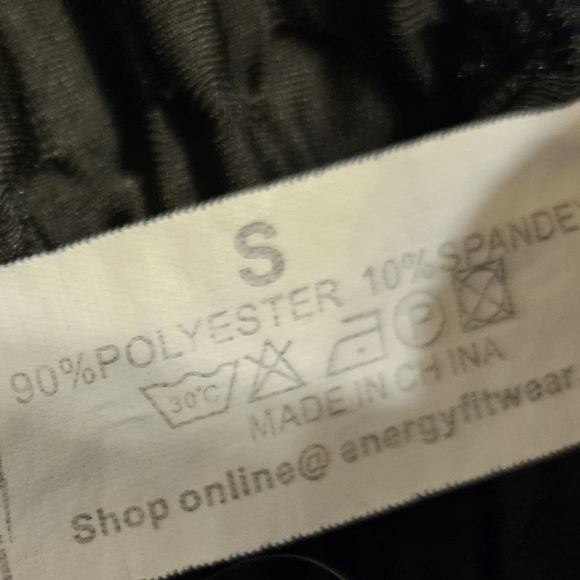 S
90%POLYESTER 10%SPANDEX
30°C P
MADE IN CHINA
Shop online@ energyfitwear